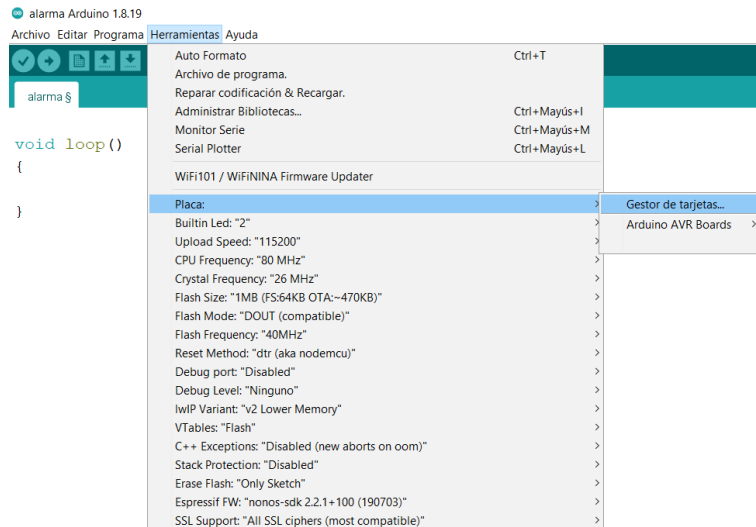 alarma Arduino 1.8.19
Archivo Editar Programa Herramientas Ayuda
alarma §
void loop()
{
}
Auto Formato Ctrl+T
Archivo de programa.
Reparar codificación & Recargar.
Administrar Bibliotecas... Ctrl+Mayús+I
Monitor Serie Ctrl+Mayús+M
Serial Plotter Ctrl+Mayús+L
WiFi101 / WiFiNINA Firmware Updater
Placa:
Builtin Led: "2"
Upload Speed: "115200"
CPU Frequency: "80 MHz"
Crystal Frequency: "26 MHz"
Flash Size: "1MB (FS:64KB OTA:~470KB)"
Flash Mode: "DOUT (compatible)"
Flash Frequency: "40MHz"
Reset Method: "dtr (aka nodemcu)"
Debug port: "Disabled"
Debug Level: "Ninguno"
lwIP Variant: "v2 Lower Memory"
VTables: "Flash"
C++ Exceptions: "Disabled (new aborts on oom)"
Stack Protection: "Disabled"
Erase Flash: "Only Sketch"
Espressif FW: "nonos-sdk 2.2.1+100 (190703)"
SSL Support: "All SSL ciphers (most compatible)"
Gestor de tarjetas...
Arduino AVR Boards